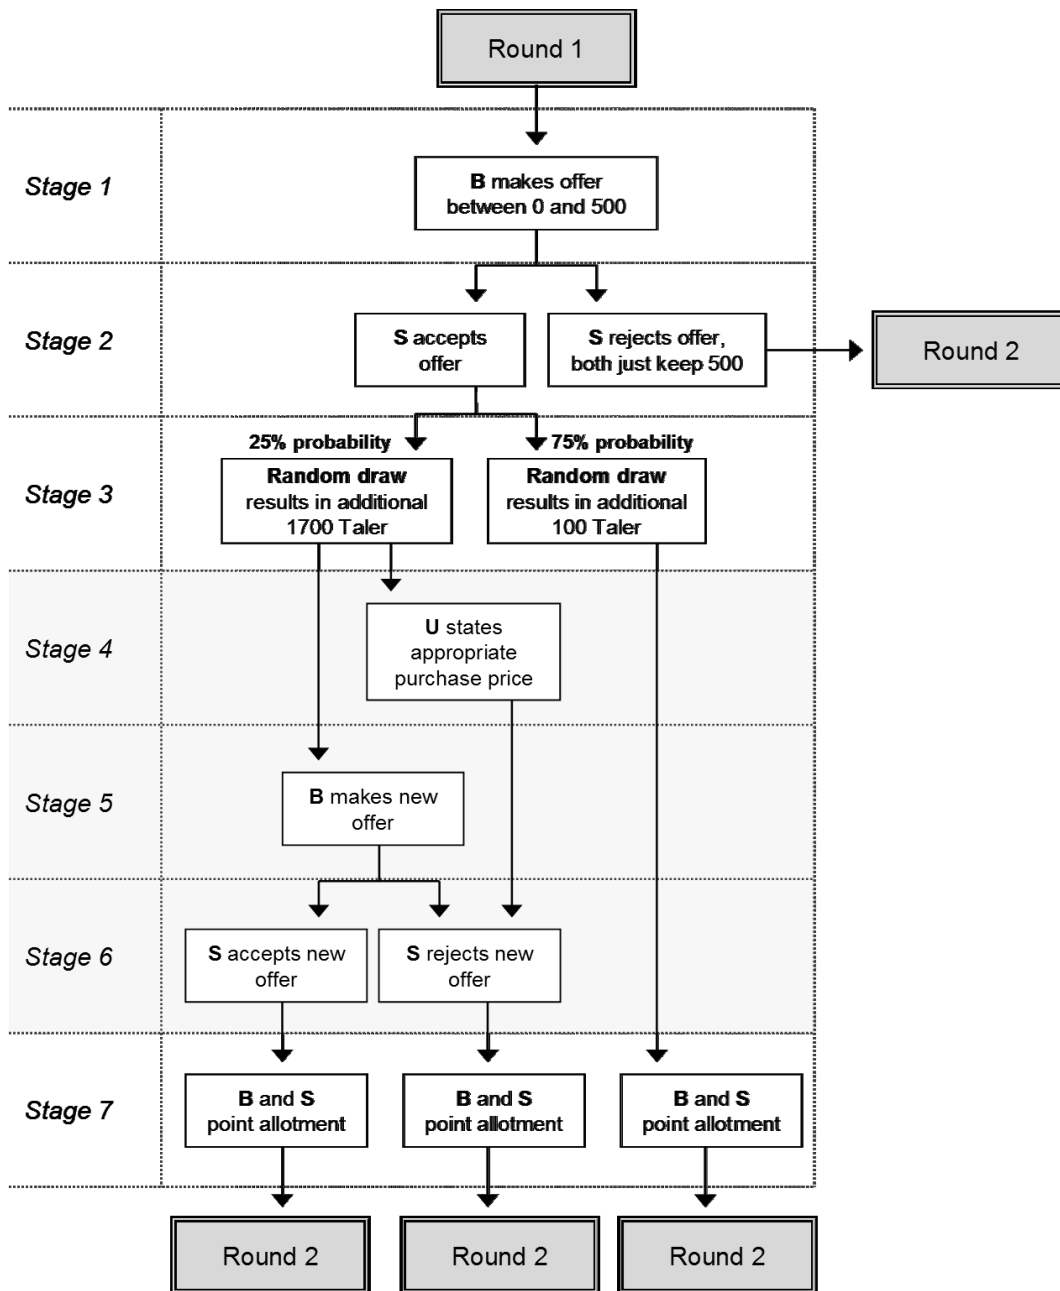 Round 1
Stage 1
B makes offer
between 0 and 500
Stage 2
S accepts
offer
S rejects offer,
both just keep 500
Round 2
Stage 3
25% probability
75% probability
Random draw
results in additional
1700 Taler
Random draw
results in additional
100 Taler
Stage 4
U states
appropriate
purchase price
Stage 5
B makes new
offer
Stage 6
S accepts new
offer
S rejects new
offer
Stage 7
B and S
point allotment
B and S
point allotment
B and S
point allotment
Round 2
Round 2
Round 2